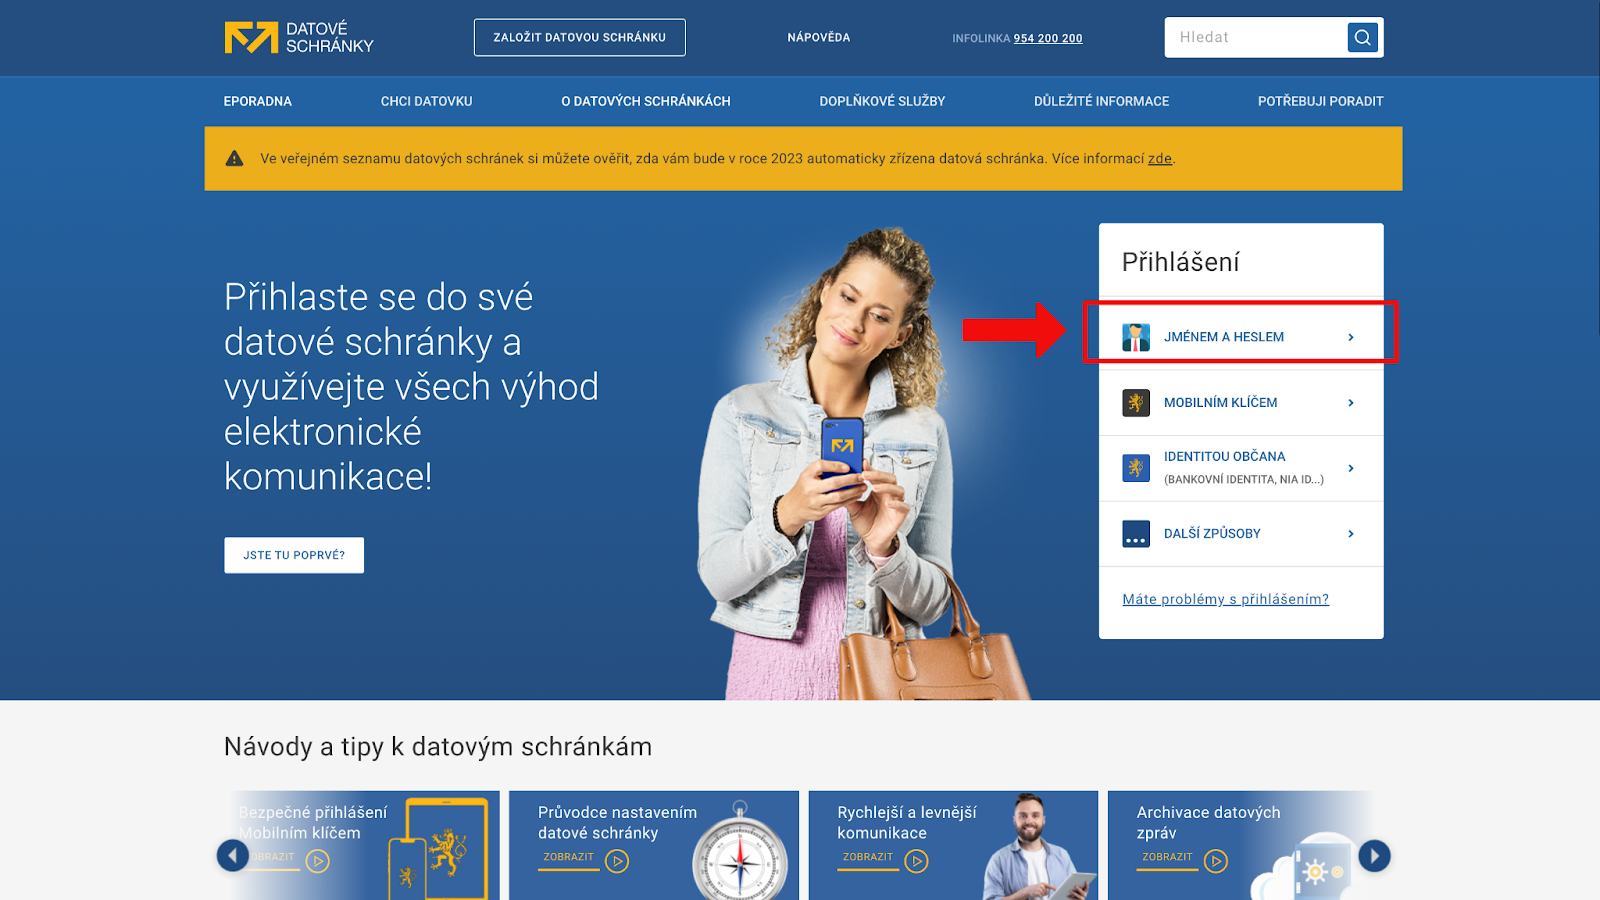 DATOVÉ
SCHRÁNKY
ZALOŽIT DATOVOU SCHRÁNKU
NÁPOVĚDA
INFOLINKA 954 200 200
Hledat
EPORADNA
CHCI DATOVKU
O DATOVÝCH SCHRÁNKÁCH
DOPLŇKOVÉ SLUŽBY
DŮLEŽITÉ INFORMACE
POTŘEBUJI PORADIT
Ve veřejném seznamu datových schránek si můžete ověřit, zda vám bude v roce 2023 automaticky zřízena datová schránka. Více informací zde.
Přihlaste se do své
datové schránky a
využívejte všech výhod
elektronické
komunikace!
JSTE TU POPRVÉ?
Přihlášení
JMÉNEM A HESLEM
MOBILNÍM KLÍČEM
IDENTITOU OBČANA
(BANKOVNÍ IDENTITA, NIA ID...)
DALŠÍ ZPŮSOBY
Máte problémy s přihlášením?
Návody a tipy k datovým schránkám
Bezpečné přihlášení
Mobilním klíčem
OBRAZIT
Průvodce nastavením
datové schránky
ZOBRAZIT
Rychlejší a levnější
komunikace
ZOBRAZIT
Archivace datových
zpráv
ZOBRAZIT